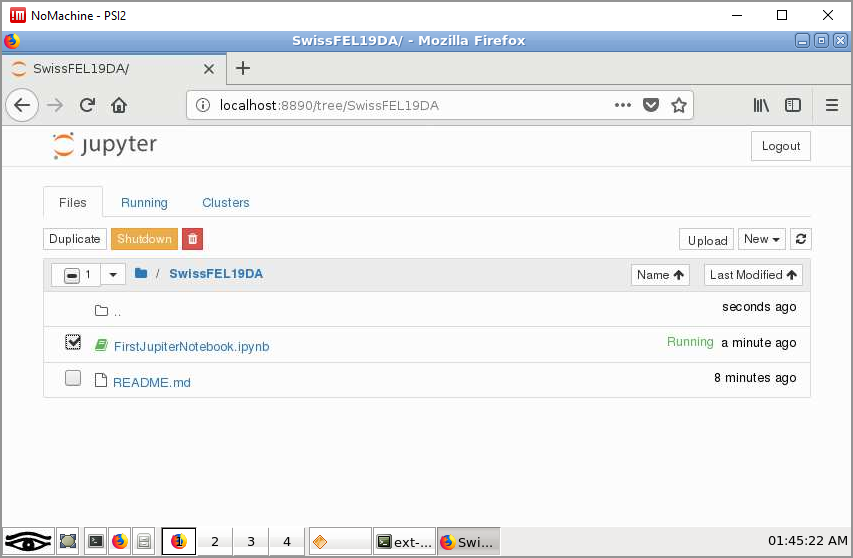 NoMachine - PSI2
SwissFEL19DA/ - Mozilla Firefox
SwissFEL19DA/
localhost:8890/tree/SwissFEL19DA
jupyter
Logout
Files Running Clusters
Duplicate Shutdown Upload New
1 / SwissFEL19DA Name Last Modified
.. seconds ago
FirstJupiterNotebook.ipynb Running a minute ago
README.md 8 minutes ago
1 2 3 4 ext-... Swi... 01:45:22 AM